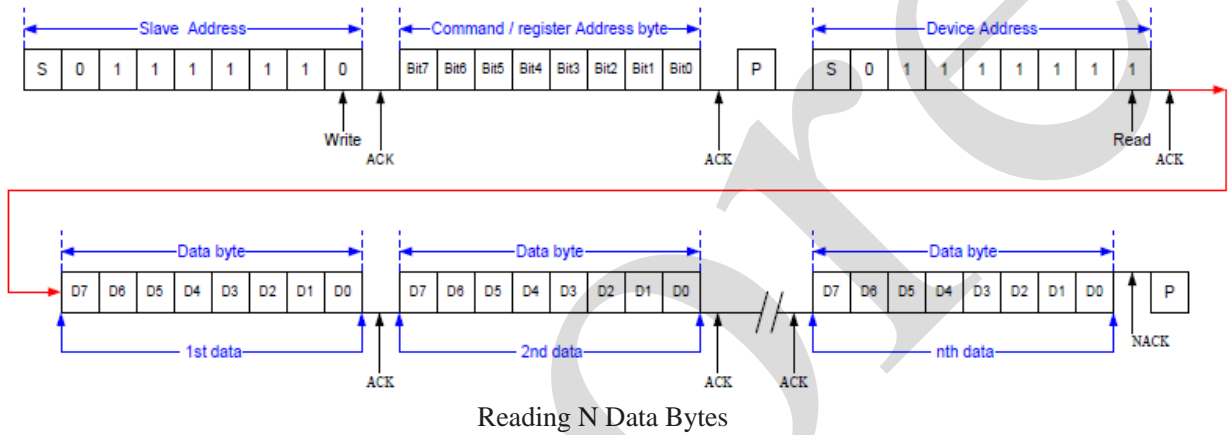 Slave Address Command / register Address byte Device Address
S 0 1 1 1 1 1 1 0 Bit7 Bit6 Bit5 Bit4 Bit3 Bit2 Bit1 Bit0 P S 0 1 1 1 1 1 1 1
Write ACK ACK Read ACK
Data byte Data byte Data byte
D7 D6 D5 D4 D3 D2 D1 D0 D7 D6 D5 D4 D3 D2 D1 D0 D7 D6 D5 D4 D3 D2 D1 D0 P
1st data ACK 2nd data ACK ACK nth data NACK
Reading N Data Bytes